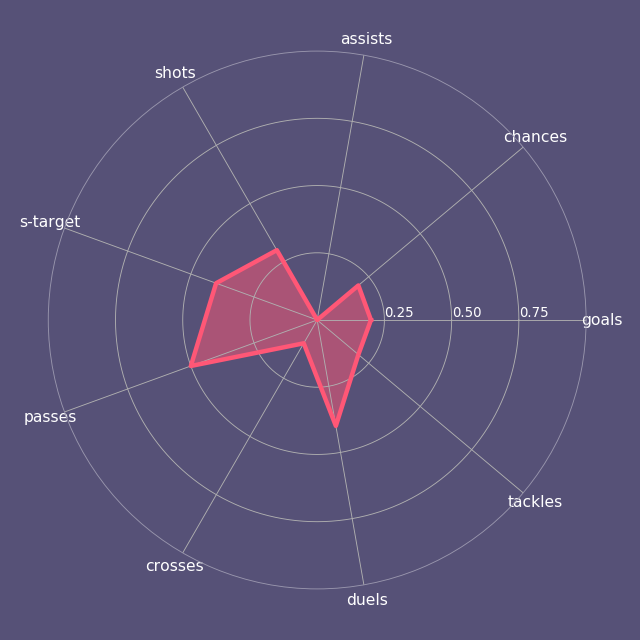 assists
shots
chances
s-target
0.25
0.50
0.75
goals
passes
tackles
crosses
duels